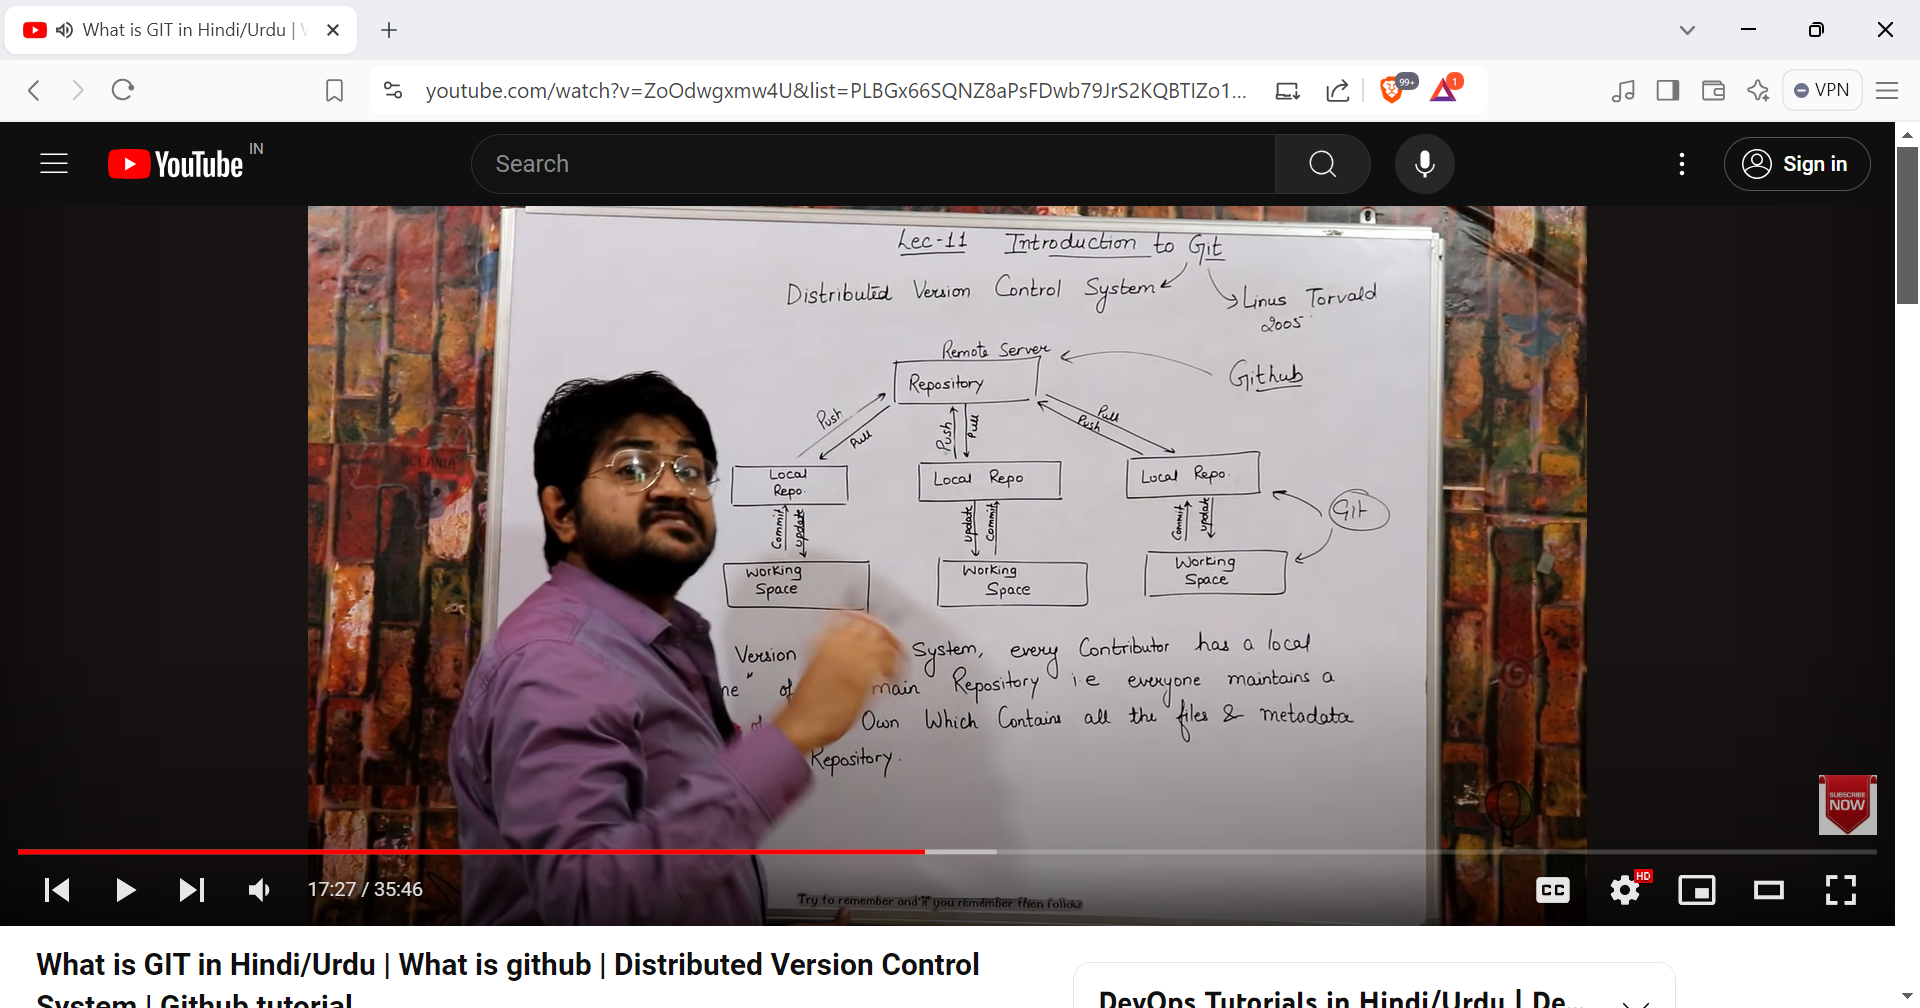 What is GIT in Hindi/Urdu |
youtube.com/watch?v=ZoOdwgxmw4U&list=PLBGx66SQNZ8aPsFDwb79JrS2KQBTIZo1...
99+
1
VPN
YouTube IN
Search
Sign in
Lec-11 Introduction to Git
Distributed Version Control System
Linus Torvald
2005
Remote Server
Repository
Github
Push
Pull
Push
Pull
Pull
Push
Local
Repo.
Local Repo
Local Repo.
Git
Commit
update
update
Commit
Commit
update
Working
Space
Working
Space
Working
Space
Version System, every Contributor has a local
ne" of main Repository i.e everyone maintains a
of Own Which Contains all the files & metadata
Repository.
OCEANIA
SUBSCRIBE
NOW
Try to remember and if you remember then follow
17:27 / 35:46
CC
HD
What is GIT in Hindi/Urdu | What is github | Distributed Version Control
System | Github tutorial
DevOps Tutorials in Hindi/Urdu | De...